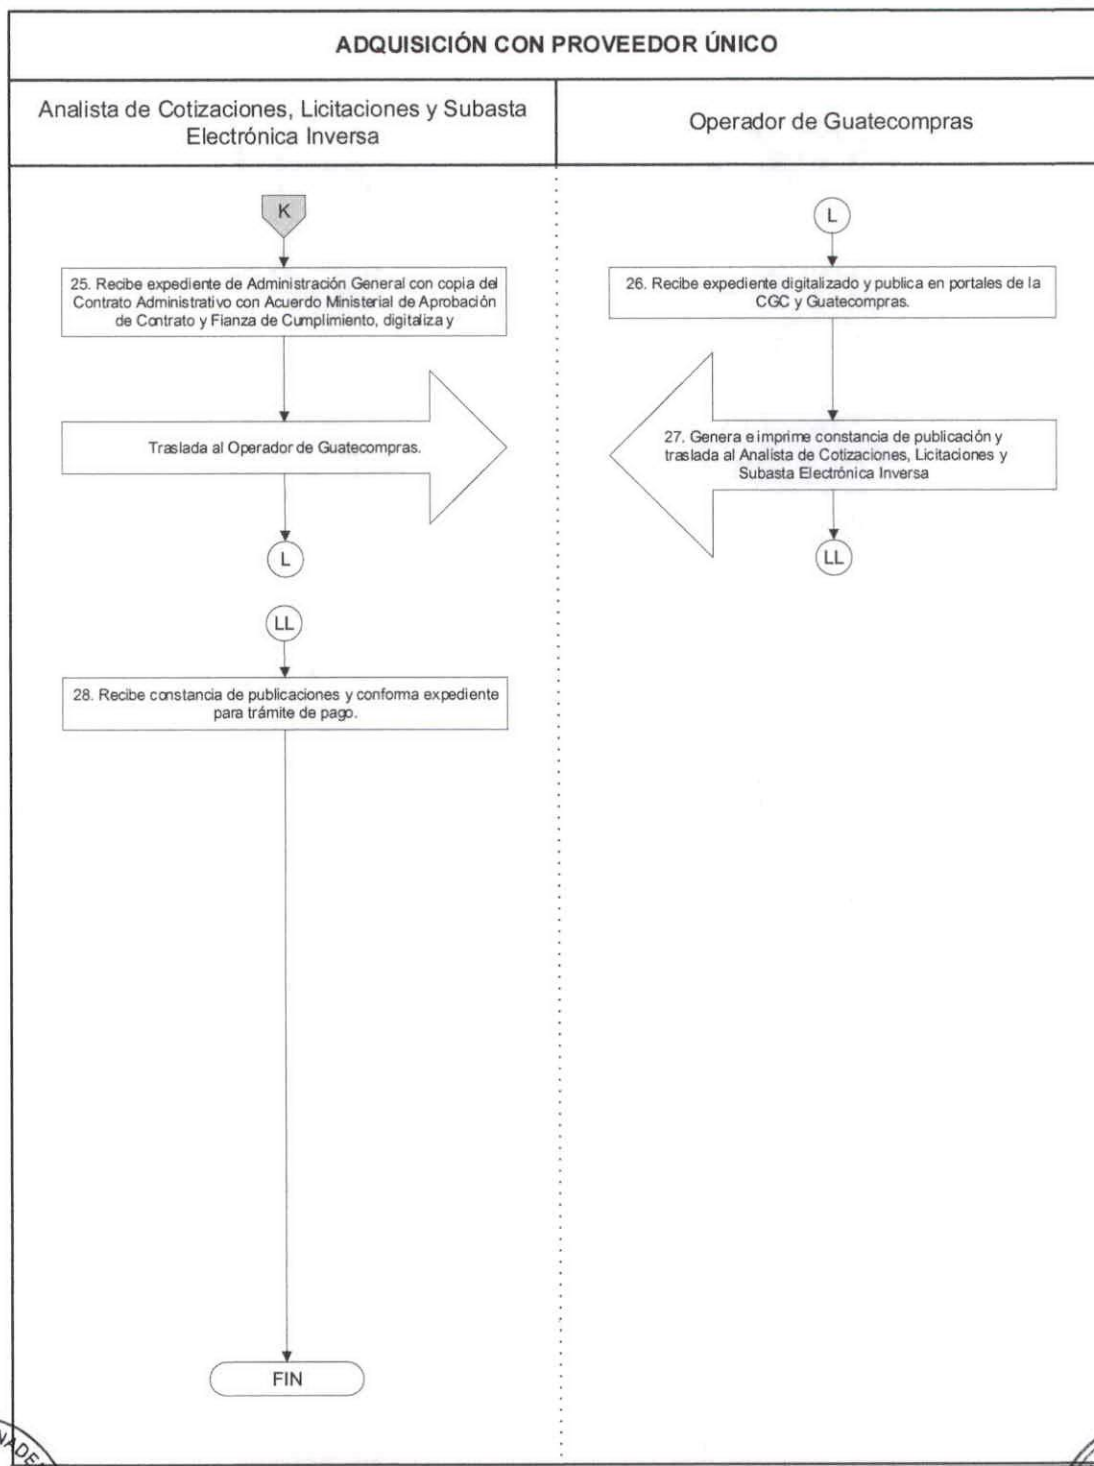 ADQUISICIÓN CON PROVEEDOR ÚNICO
Analista de Cotizaciones, Licitaciones y Subasta
Electrónica Inversa
Operador de Guatecompras
K
25. Recibe expediente de Administración General con copia del
Contrato Administrativo con Acuerdo Ministerial de Aprobación
de Contrato y Fianza de Cumplimiento, digitaliza y
Traslada al Operador de Guatecompras.
L
L
26. Recibe expediente digitalizado y publica en portales de la
CGC y Guatecompras.
27. Genera e imprime constancia de publicación y
traslada al Analista de Cotizaciones, Licitaciones y
Subasta Electrónica Inversa
LL
LL
28. Recibe constancia de publicaciones y conforma expediente
para trámite de pago.
FIN